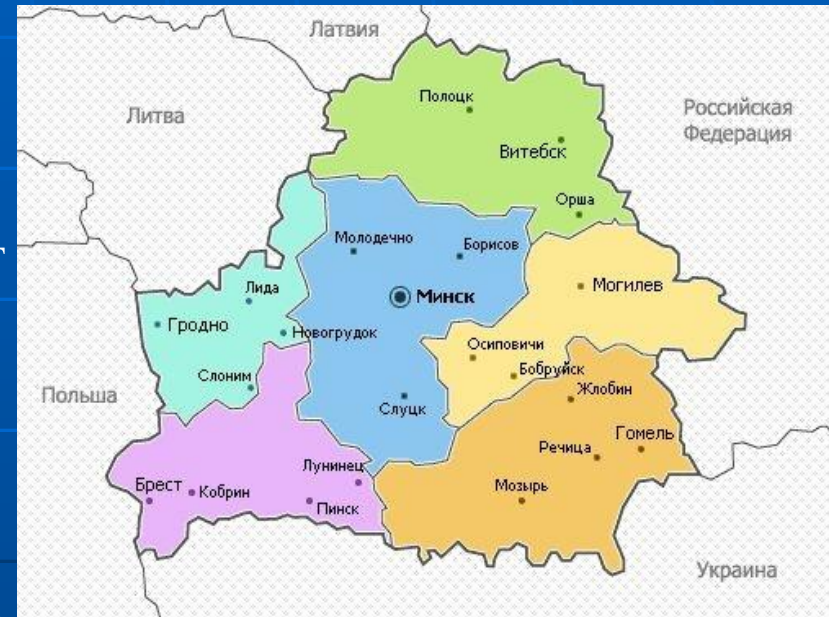 Латвия
Литва
Российская
Федерация
Полоцк
Витебск
Орша
Молодечно
Борисов
Минск
Могилев
Лида
Гродно
Новогрудок
Слоним
Осиповичи
Бобруйск
Жлобин
Слуцк
Польша
Речица
Гомель
Лунинец
Брест
Кобрин
Пинск
Мозырь
Украина